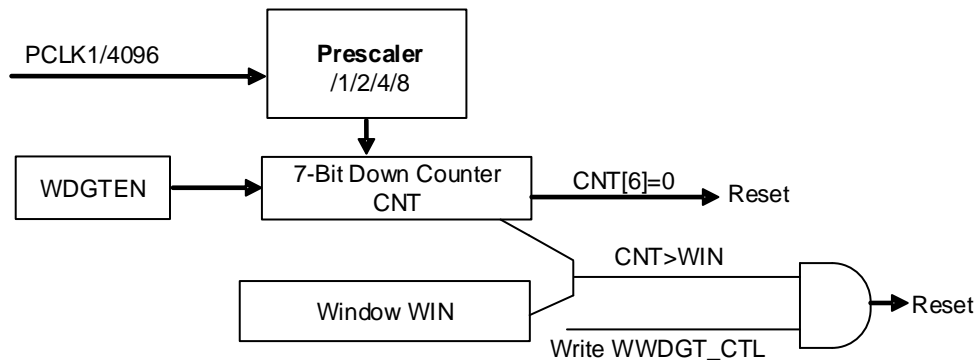 PCLK1/4096
Prescaler
/1/2/4/8
WDGTEN
7-Bit Down Counter
CNT
CNT[6]=0
Reset
CNT>WIN
Window WIN
Reset
Write WWDGT_CTL